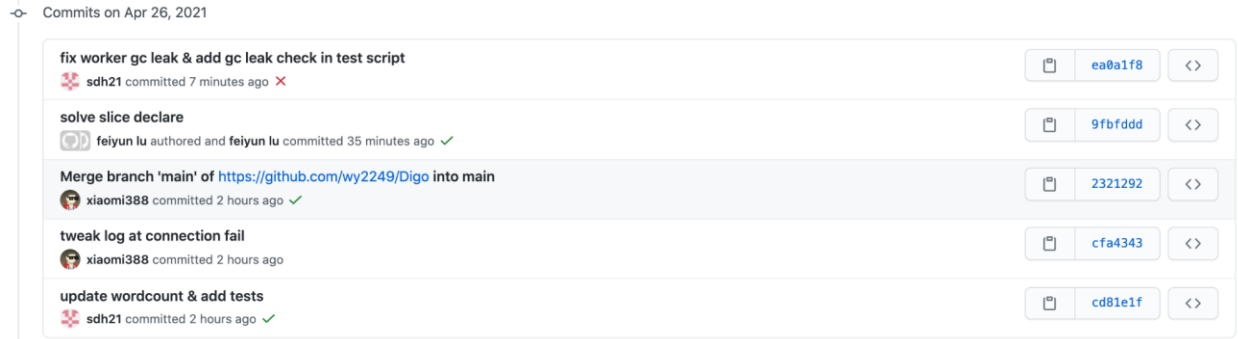 Commits on Apr 26, 2021
fix worker gc leak & add gc leak check in test script
sdh21 committed 7 minutes ago
ea0a1f8
solve slice declare
feiyun lu authored and feiyun lu committed 35 minutes ago
9fbfddd
Merge branch 'main' of https://github.com/wy2249/Digo into main
xiaomi388 committed 2 hours ago
2321292
tweak log at connection fail
xiaomi388 committed 2 hours ago
cfa4343
update wordcount & add tests
sdh21 committed 2 hours ago
cd81e1f